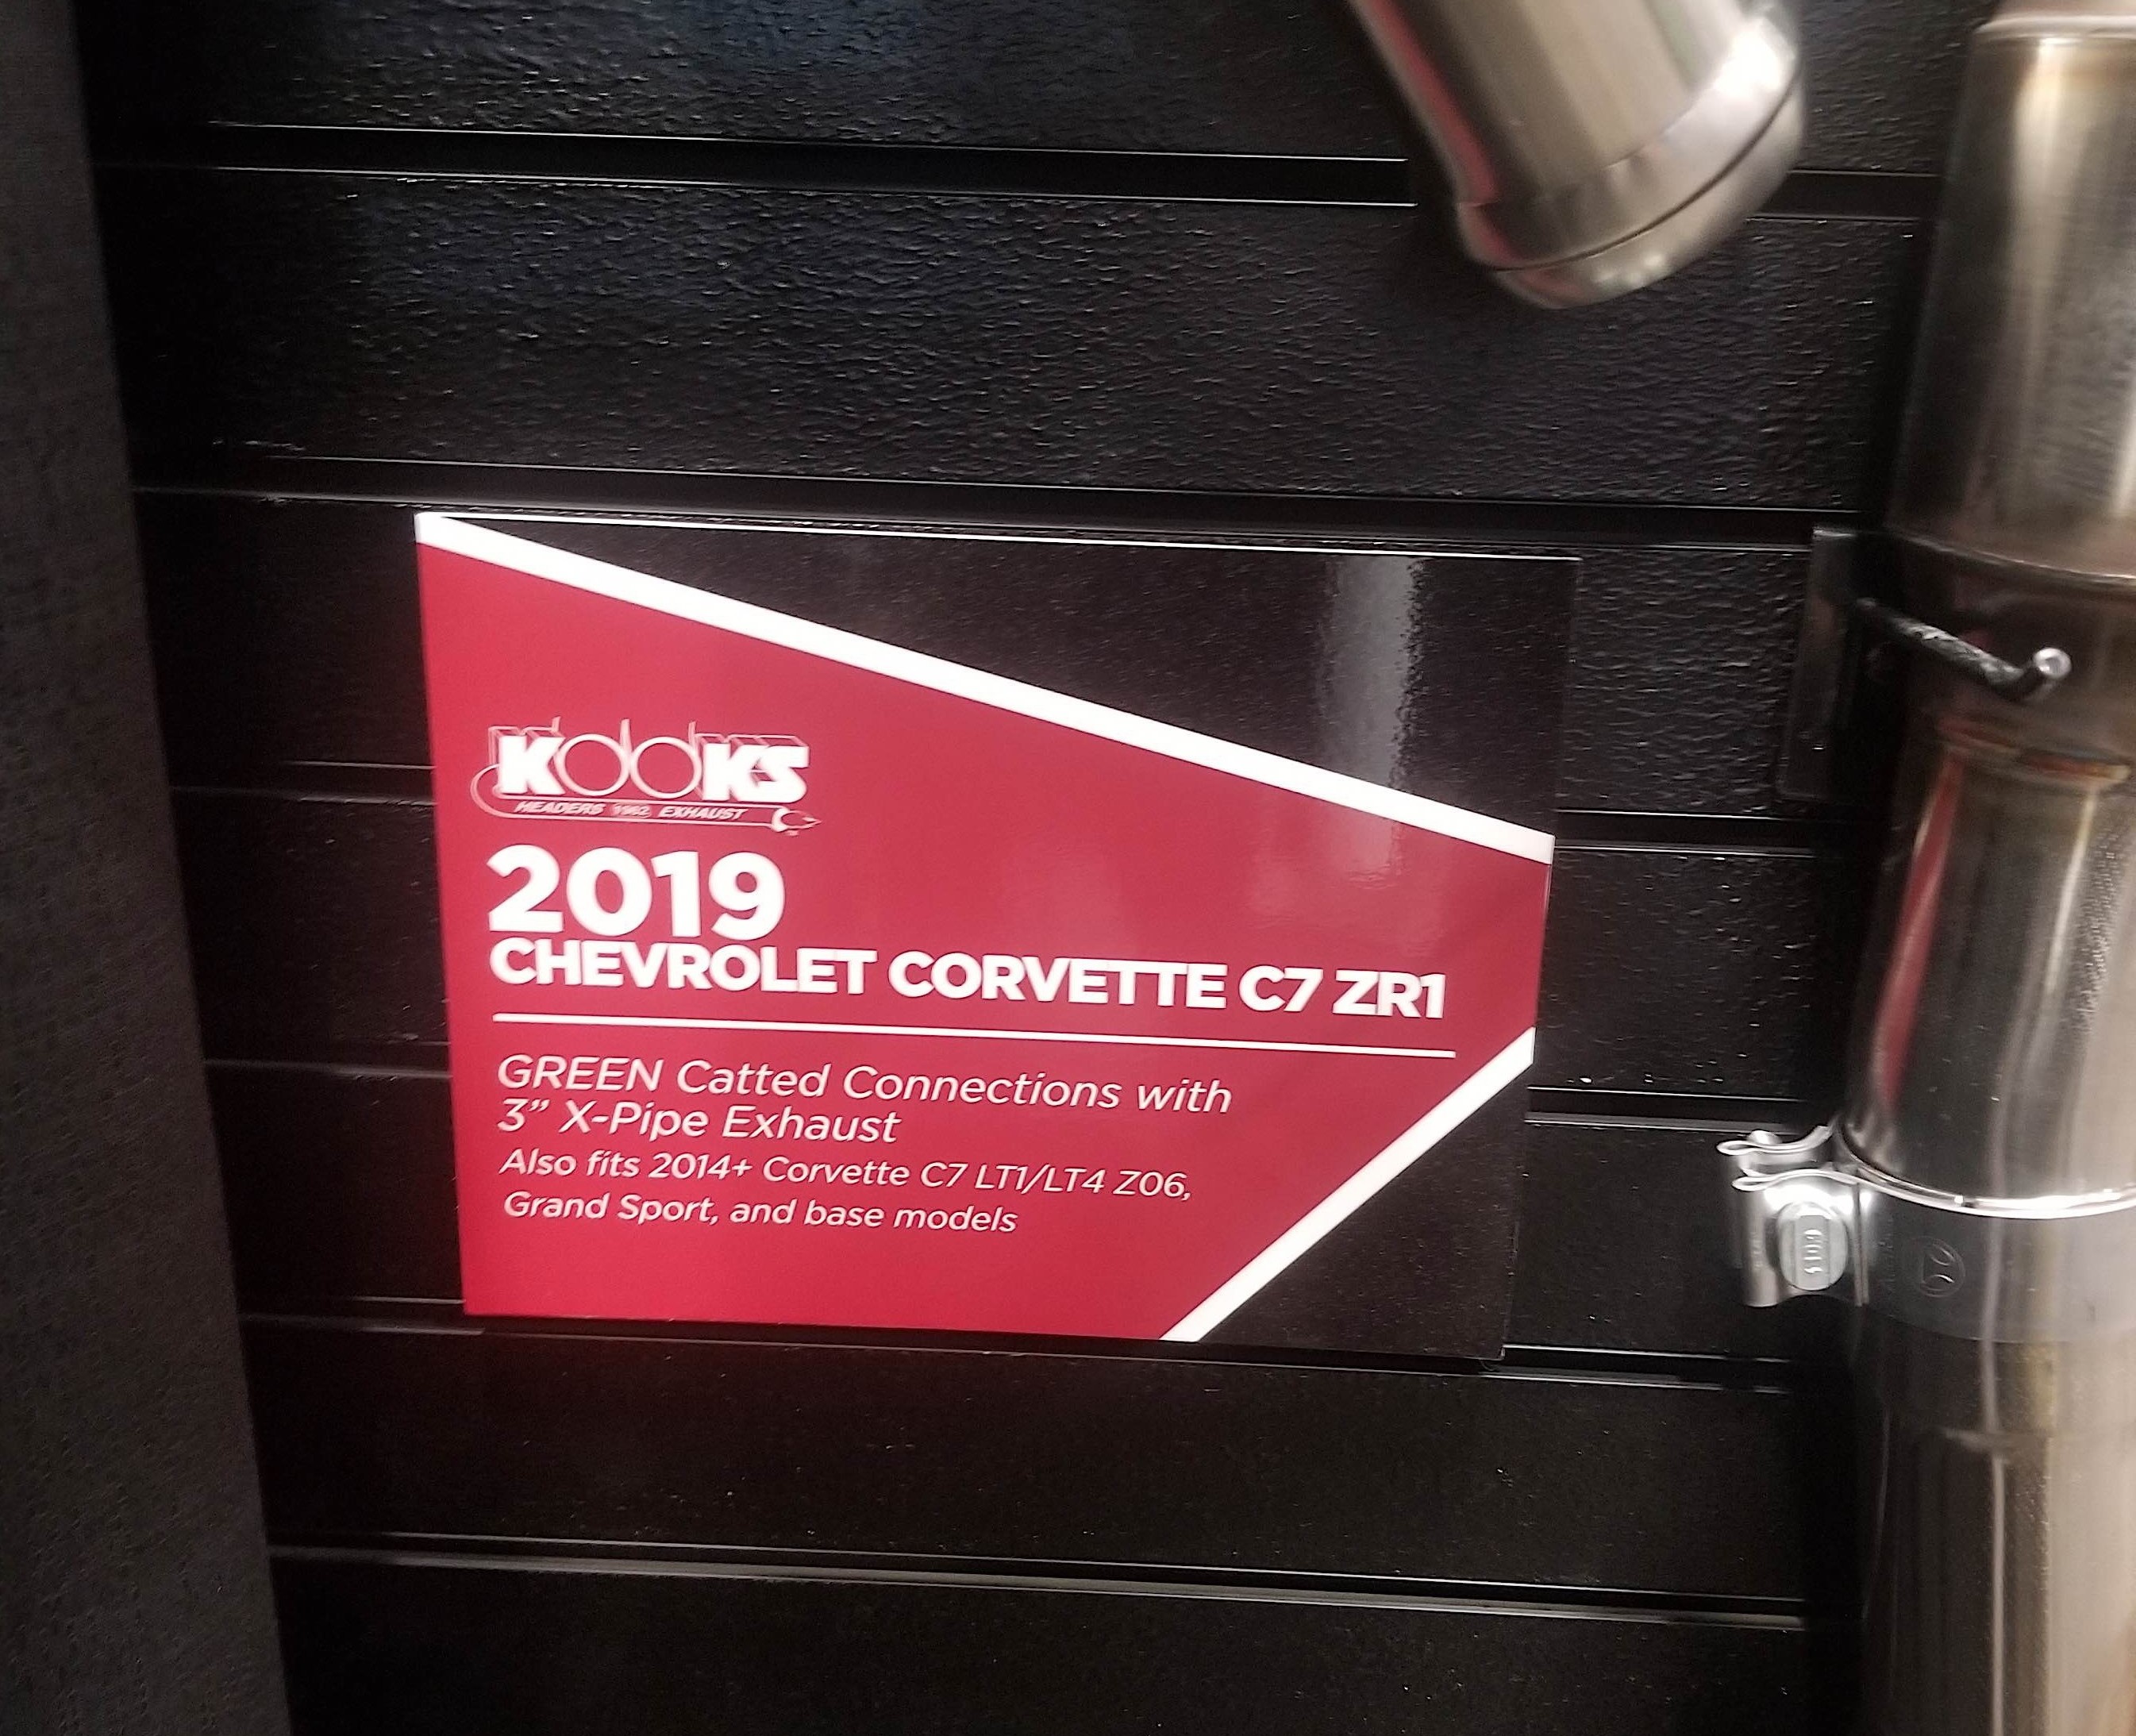 KOOKS
HEADERS 1962 EXHAUST
2019
CHEVROLET CORVETTE C7 ZR1
GREEN Catted Connections with
3” X-Pipe Exhaust
Also fits 2014+ Corvette C7 LT1/LT4 Z06,
Grand Sport, and base models